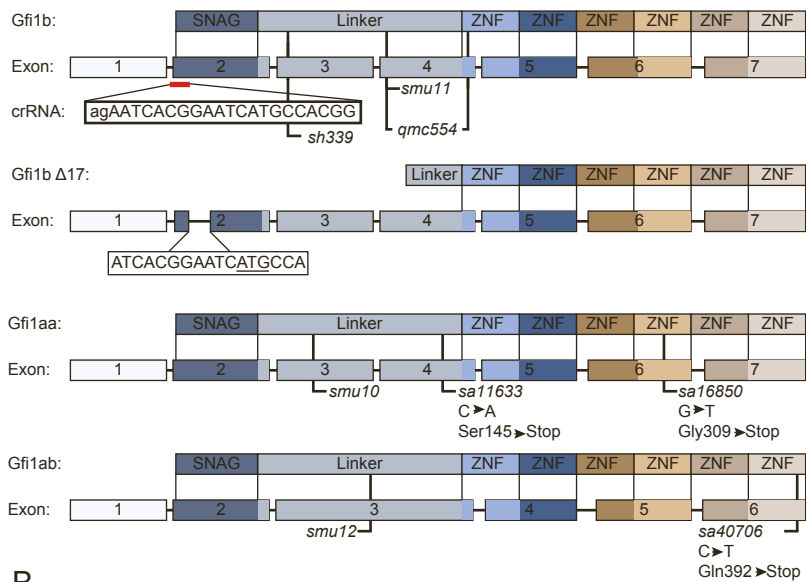 Gfi1b: SNAG Linker ZNF ZNF ZNF ZNF ZNF ZNF
Exon: 1 2 3 4 5 6 7
smu11
crRNA: agAATCACGGAATCATGCCACGG
sh339 qmc554
Gfi1b Δ17: Linker ZNF ZNF ZNF ZNF ZNF ZNF
Exon: 1 2 3 4 5 6 7
ATCACGGAATCATGCCA
Gfi1aa: SNAG Linker ZNF ZNF ZNF ZNF ZNF ZNF
Exon: 1 2 3 4 5 6 7
smu10 sa11633 sa16850
C➤A G➤T
Ser145➤Stop Gly309➤Stop
Gfi1ab: SNAG Linker ZNF ZNF ZNF ZNF ZNF ZNF
Exon: 1 2 3 4 5 6
smu12 sa40706
C➤T
Gln392➤Stop